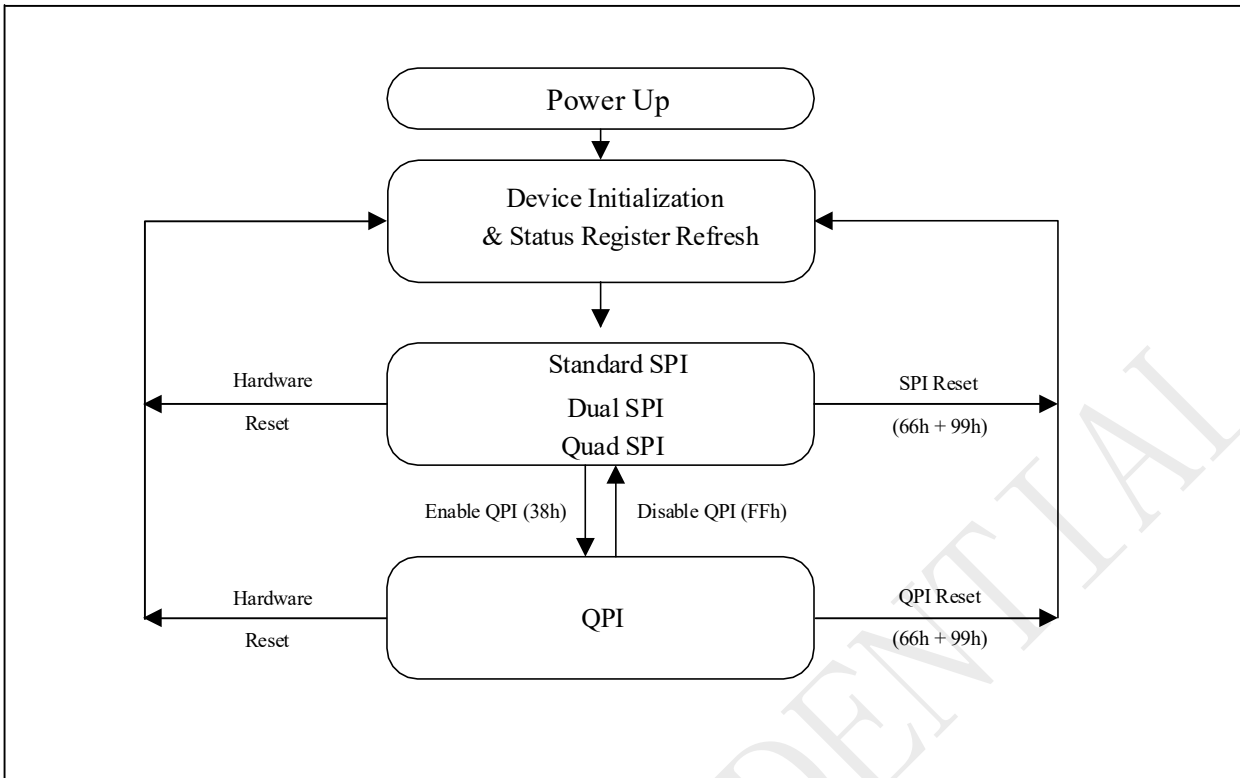 Power Up
Device Initialization
& Status Register Refresh
Standard SPI
Dual SPI
Quad SPI
Hardware
Reset
SPI Reset
(66h + 99h)
Enable QPI (38h)
Disable QPI (FFh)
QPI
Hardware
Reset
QPI Reset
(66h + 99h)
DENTIAL